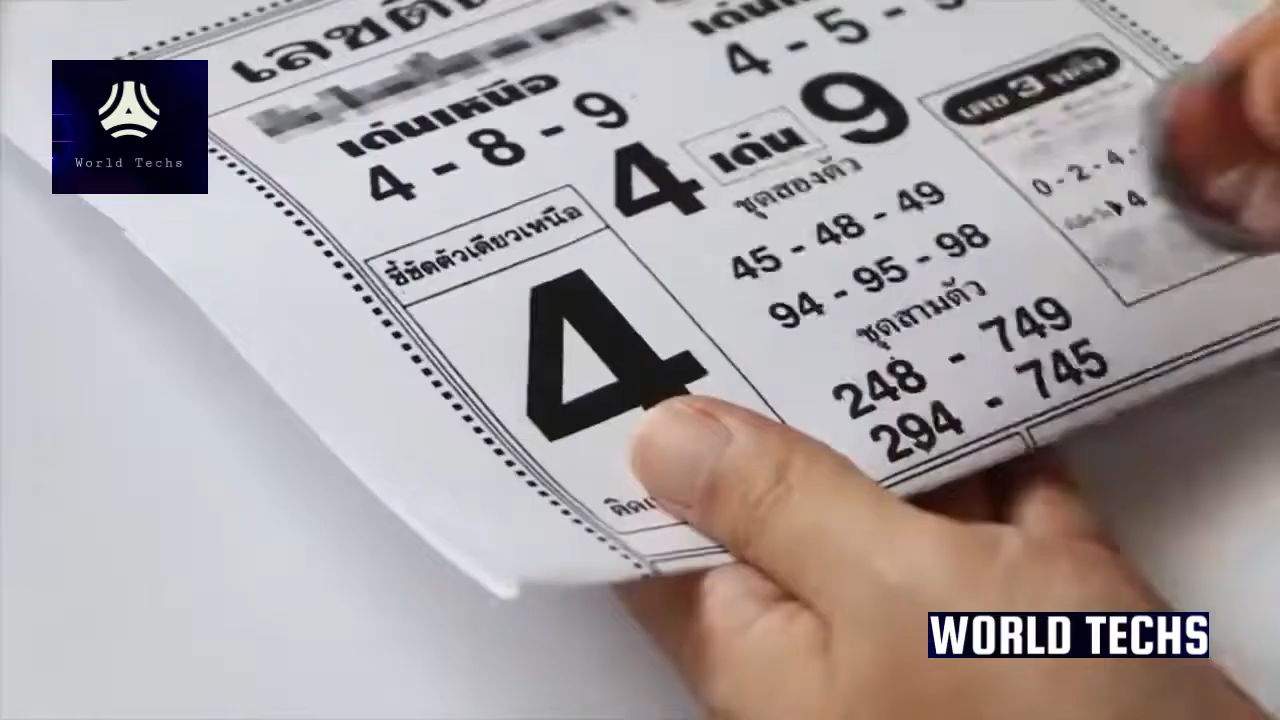 World Techs
เด่นเหนือ
4 - 8 - 9
4 - 5 -
4 เด่น 9
ชุดสองตัว
45 - 48 - 49
94 - 95 - 98
ชุดสามตัว
248 - 749
294 - 745
ชี้ชัดตัวเดียวเหนือ
4
เลข 3
0 - 2 - 4 -
4
WORLD TECHS